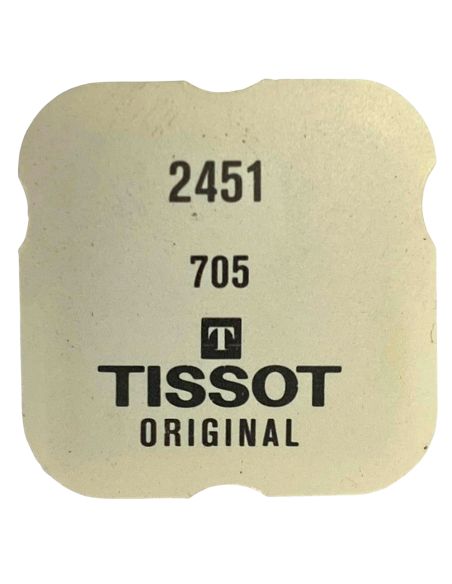 2451
705
T
TISSOT
ORIGINAL